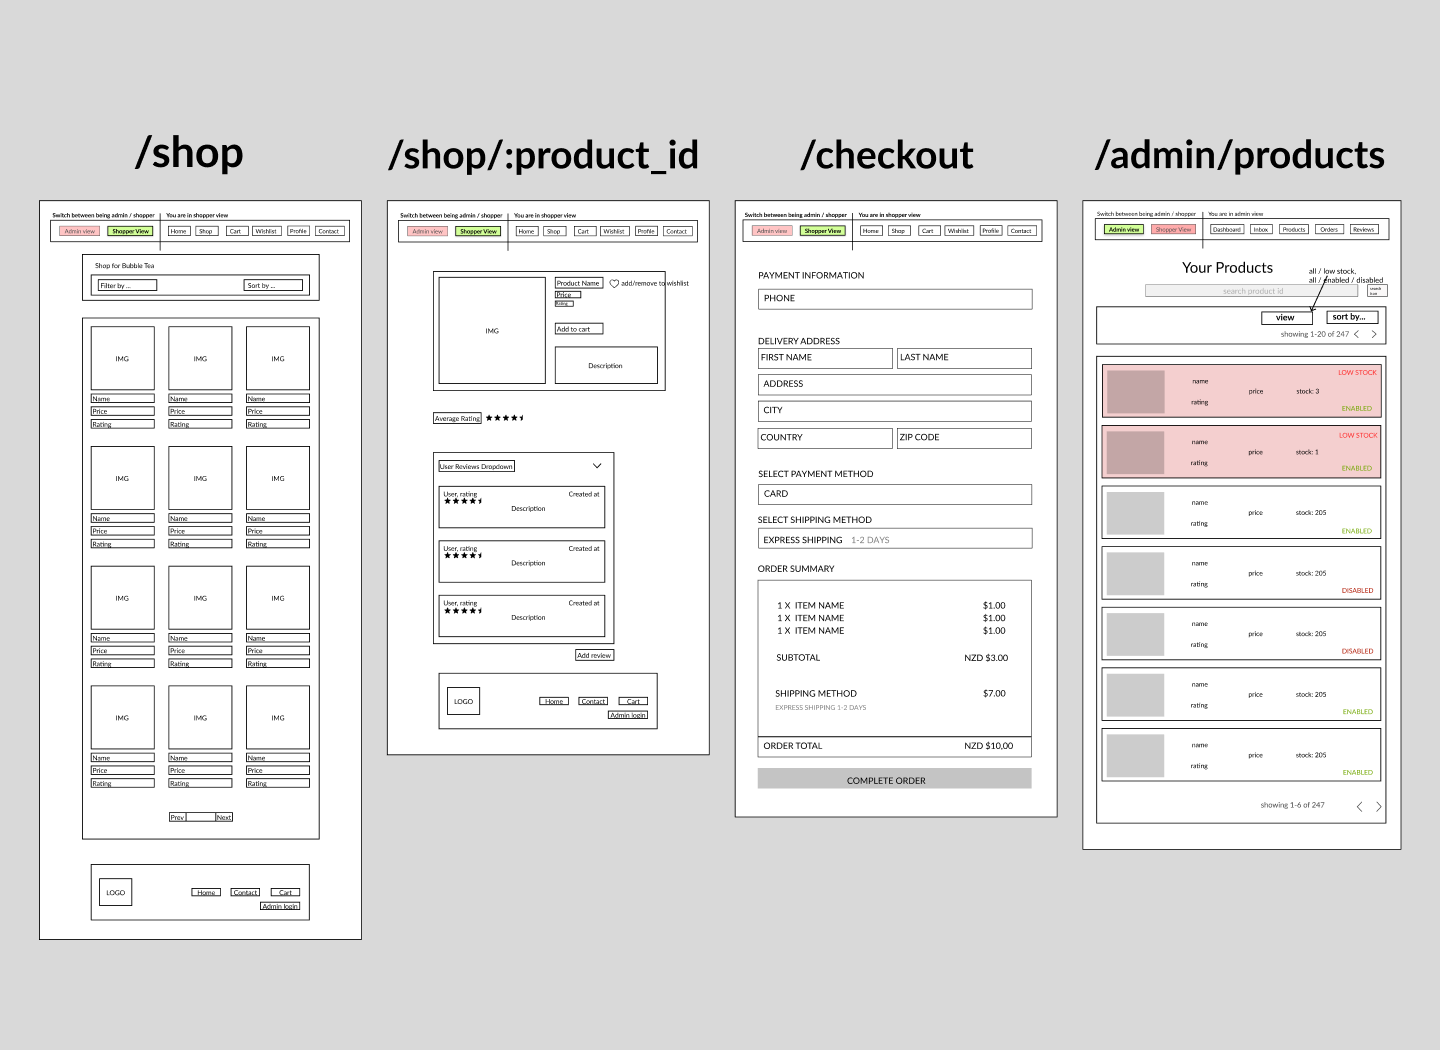 /shop
Switch between being admin / shopper
You are in shopper view
Admin view
Shopper View
Home
Shop
Cart
Wishlist
Profile
Contact
Shop for Bubble Tea
Filter by ...
Sort by ...
IMG IMG IMG
Name Name Name
Price Price Price
Rating Rating Rating
IMG IMG IMG
Name Name Name
Price Price Price
Rating Rating Rating
IMG IMG IMG
Name Name Name
Price Price Price
Rating Rating Rating
IMG IMG IMG
Name Name Name
Price Price Price
Rating Rating Rating
Prev Next
LOGO
Home Contact Cart
Admin login
/shop/:product_id
Switch between being admin / shopper
You are in shopper view
Admin view
Shopper View
Home
Shop
Cart
Wishlist
Profile
Contact
IMG
Product Name
add/remove to wishlist
Price
Rating
Add to cart
Description
Average Rating
User Reviews Dropdown
User, rating Created at
Description
User, rating Created at
Description
User, rating Created at
Description
Add review
LOGO
Home Contact Cart
Admin login
/checkout
Switch between being admin / shopper
You are in shopper view
Admin view
Shopper View
Home
Shop
Cart
Wishlist
Profile
Contact
PAYMENT INFORMATION
PHONE
DELIVERY ADDRESS
FIRST NAME LAST NAME
ADDRESS
CITY
COUNTRY ZIP CODE
SELECT PAYMENT METHOD
CARD
SELECT SHIPPING METHOD
EXPRESS SHIPPING 1-2 DAYS
ORDER SUMMARY
1 X ITEM NAME $1.00
1 X ITEM NAME $1.00
1 X ITEM NAME $1.00
SUBTOTAL NZD $3.00
SHIPPING METHOD $7.00
EXPRESS SHIPPING 1-2 DAYS
ORDER TOTAL NZD $10,00
COMPLETE ORDER
/admin/products
Switch between being admin / shopper
You are in admin view
Admin view
Shopper View
Dashboard
Inbox
Products
Orders
Reviews
Your Products
all / low stock,
all / enabled / disabled
search product id
search
icon
view
sort by...
showing 1-20 of 247
LOW STOCK
name
price stock: 3
rating
ENABLED
LOW STOCK
name
price stock: 1
rating
ENABLED
name
price stock: 205
rating
ENABLED
name
price stock: 205
rating
DISABLED
name
price stock: 205
rating
DISABLED
name
price stock: 205
rating
ENABLED
name
price stock: 205
rating
ENABLED
showing 1-6 of 247